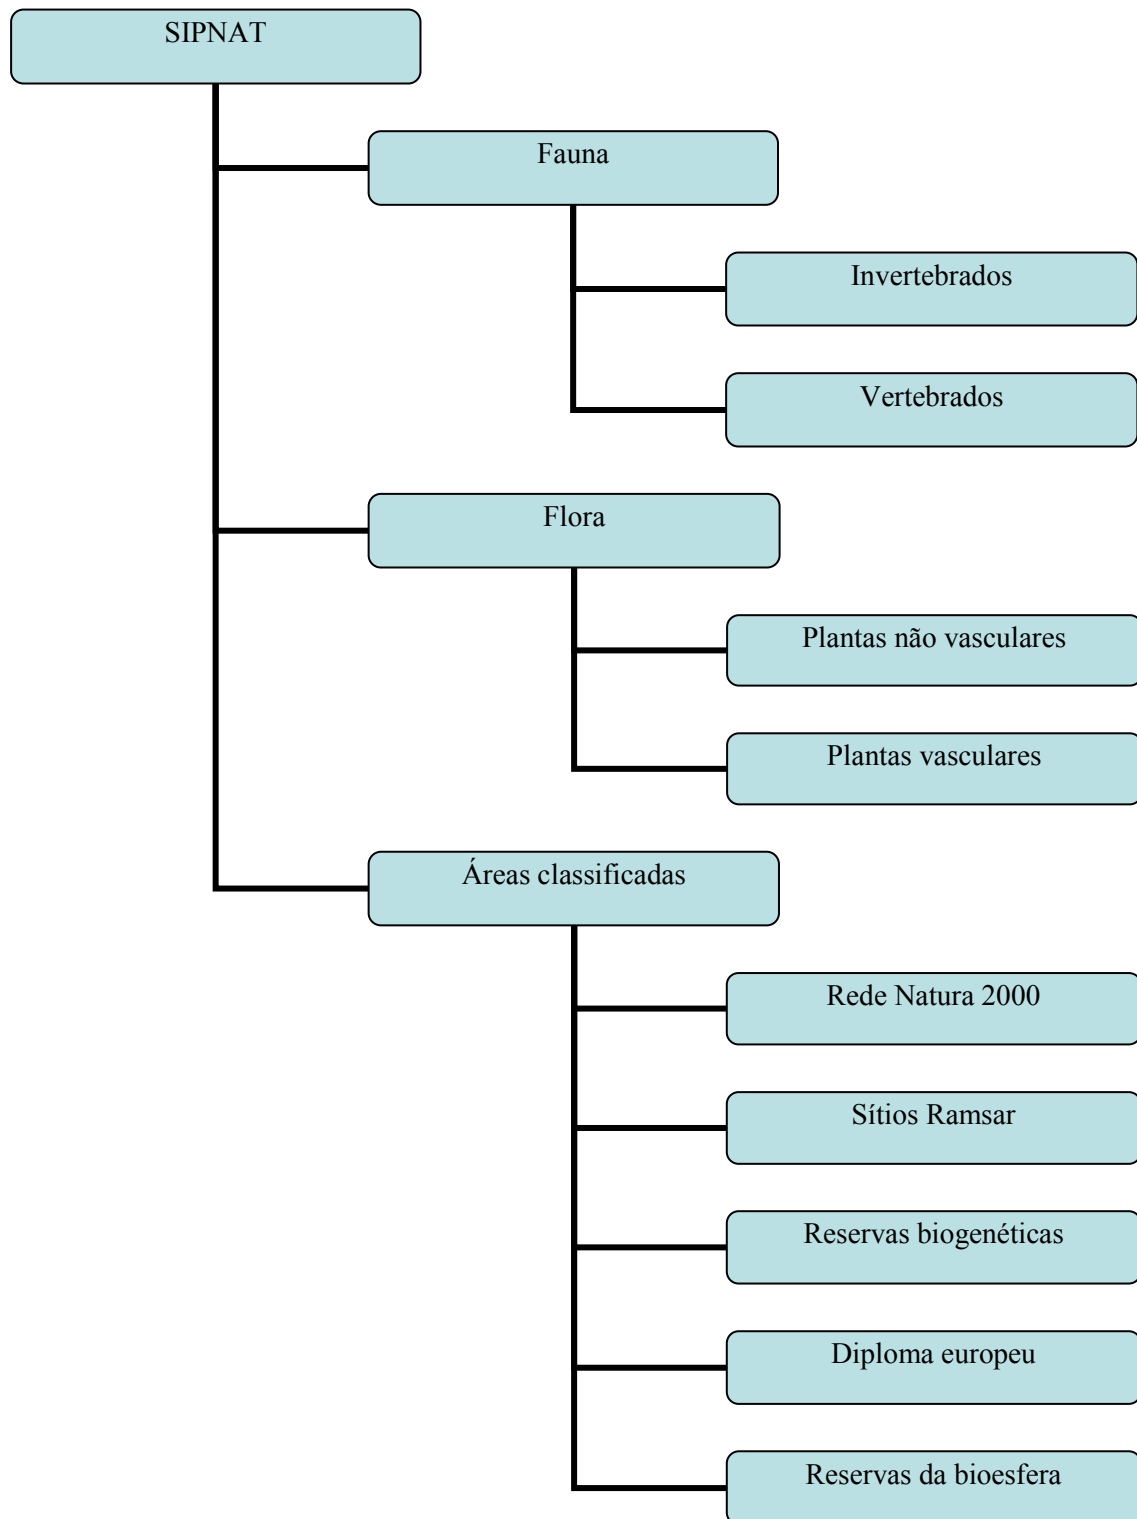 SIPNAT
Fauna
Invertebrados
Vertebrados
Flora
Plantas não vasculares
Plantas vasculares
Áreas classificadas
Rede Natura 2000
Sítios Ramsar
Reservas biogenéticas
Diploma europeu
Reservas da bioesfera